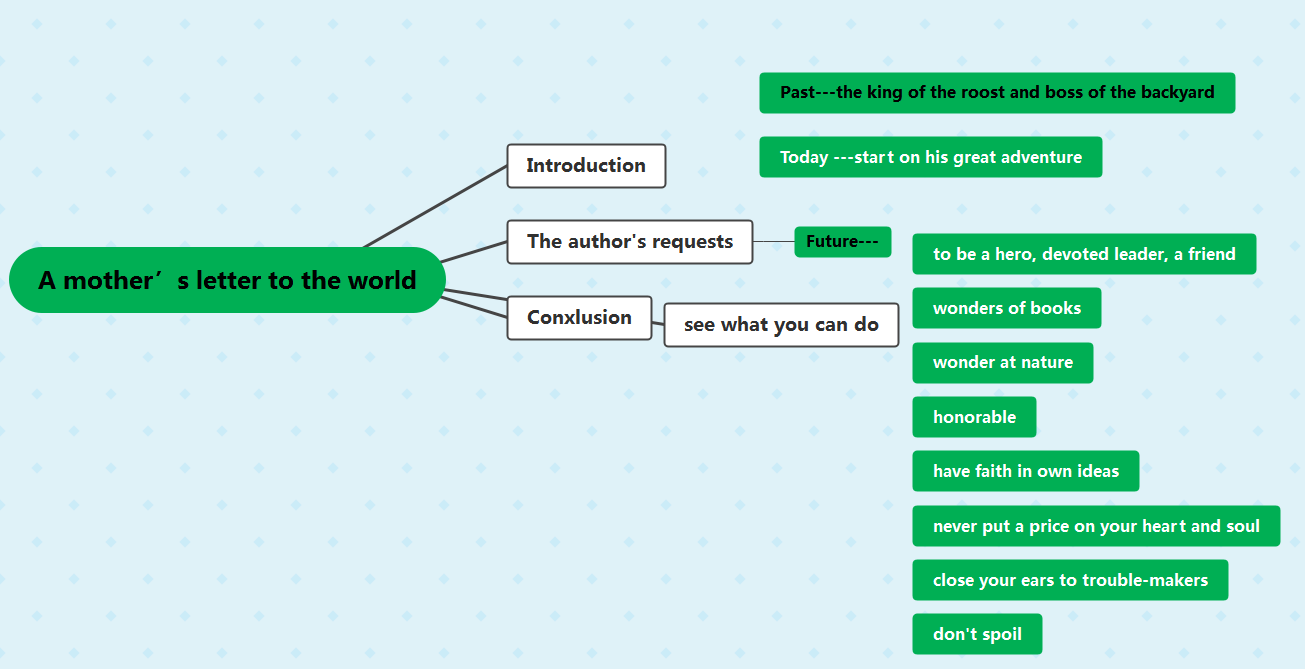 A mother’s letter to the world
Introduction
Past---the king of the roost and boss of the backyard
Today ---start on his great adventure
The author's requests
Future---
to be a hero, devoted leader, a friend
wonders of books
wonder at nature
honorable
have faith in own ideas
never put a price on your heart and soul
close your ears to trouble-makers
don't spoil
Conxlusion
see what you can do